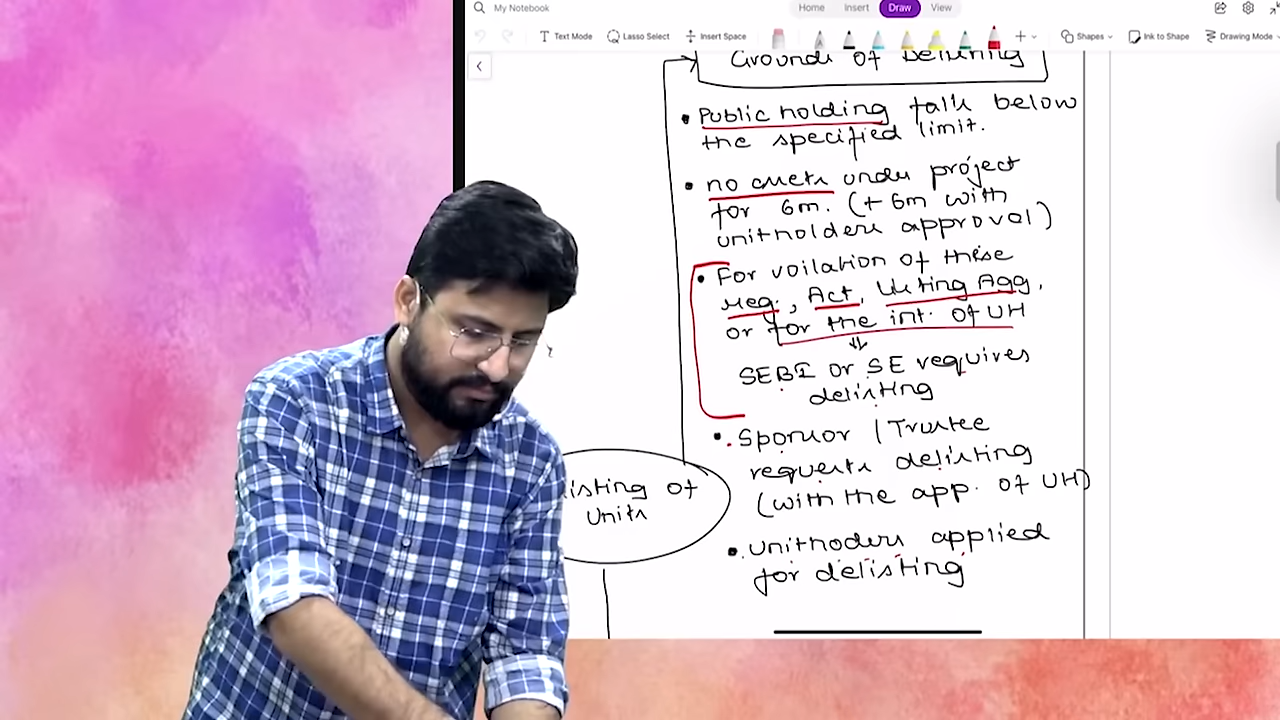 My Notebook
Home Insert Draw View
Text Mode Lasso Select Insert Space Shapes Ink to Shape Drawing Mode
Grounds of Delisting
Public holding falls below
the specified limit.
no assets under project
for 6m. (+ 6m with
unitholders approval)
For voilation of these
reg., Act, Listing Agg.
or for the int. of UH
SEBI or SE requires
delisting
Sponsor / Trustee
requests delisting
(with the app. of UH)
unithoders applied
for delisting
listing of
Units